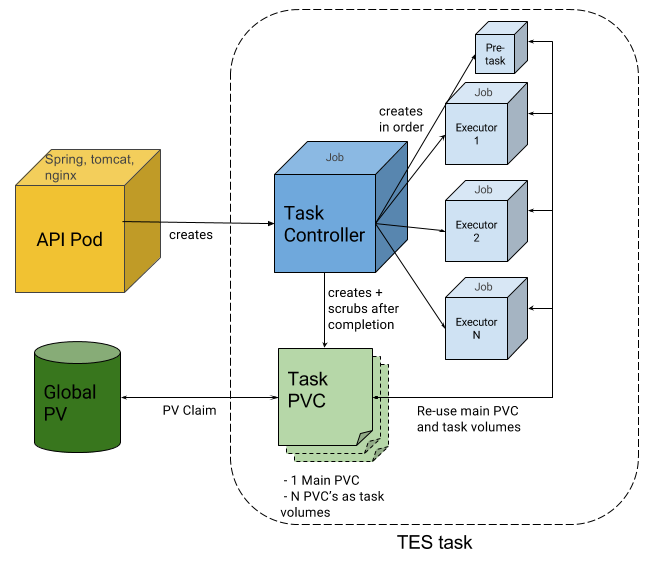 Pre-
task
Job
creates
in order
Executor
1
Spring, tomcat,
nginx
Job
Job
Task
Controller
Executor
2
API Pod
creates
Job
creates +
scrubs after
completion
Executor
N
Task
PVC
Global
PV
PV Claim
Re-use main PVC
and task volumes
- 1 Main PVC
- N PVC's as task
volumes
TES task